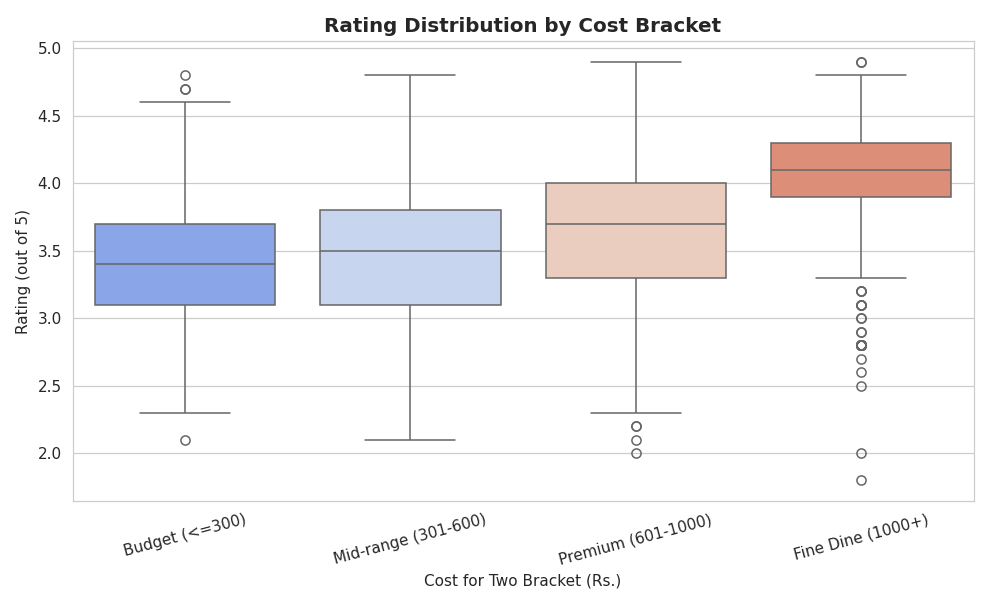 Rating Distribution by Cost Bracket
Rating (out of 5)
5.0
4.5
4.0
3.5
3.0
2.5
2.0
Budget (<=300)
Mid-range (301-600)
Premium (601-1000)
Fine Dine (1000+)
Cost for Two Bracket (Rs.)